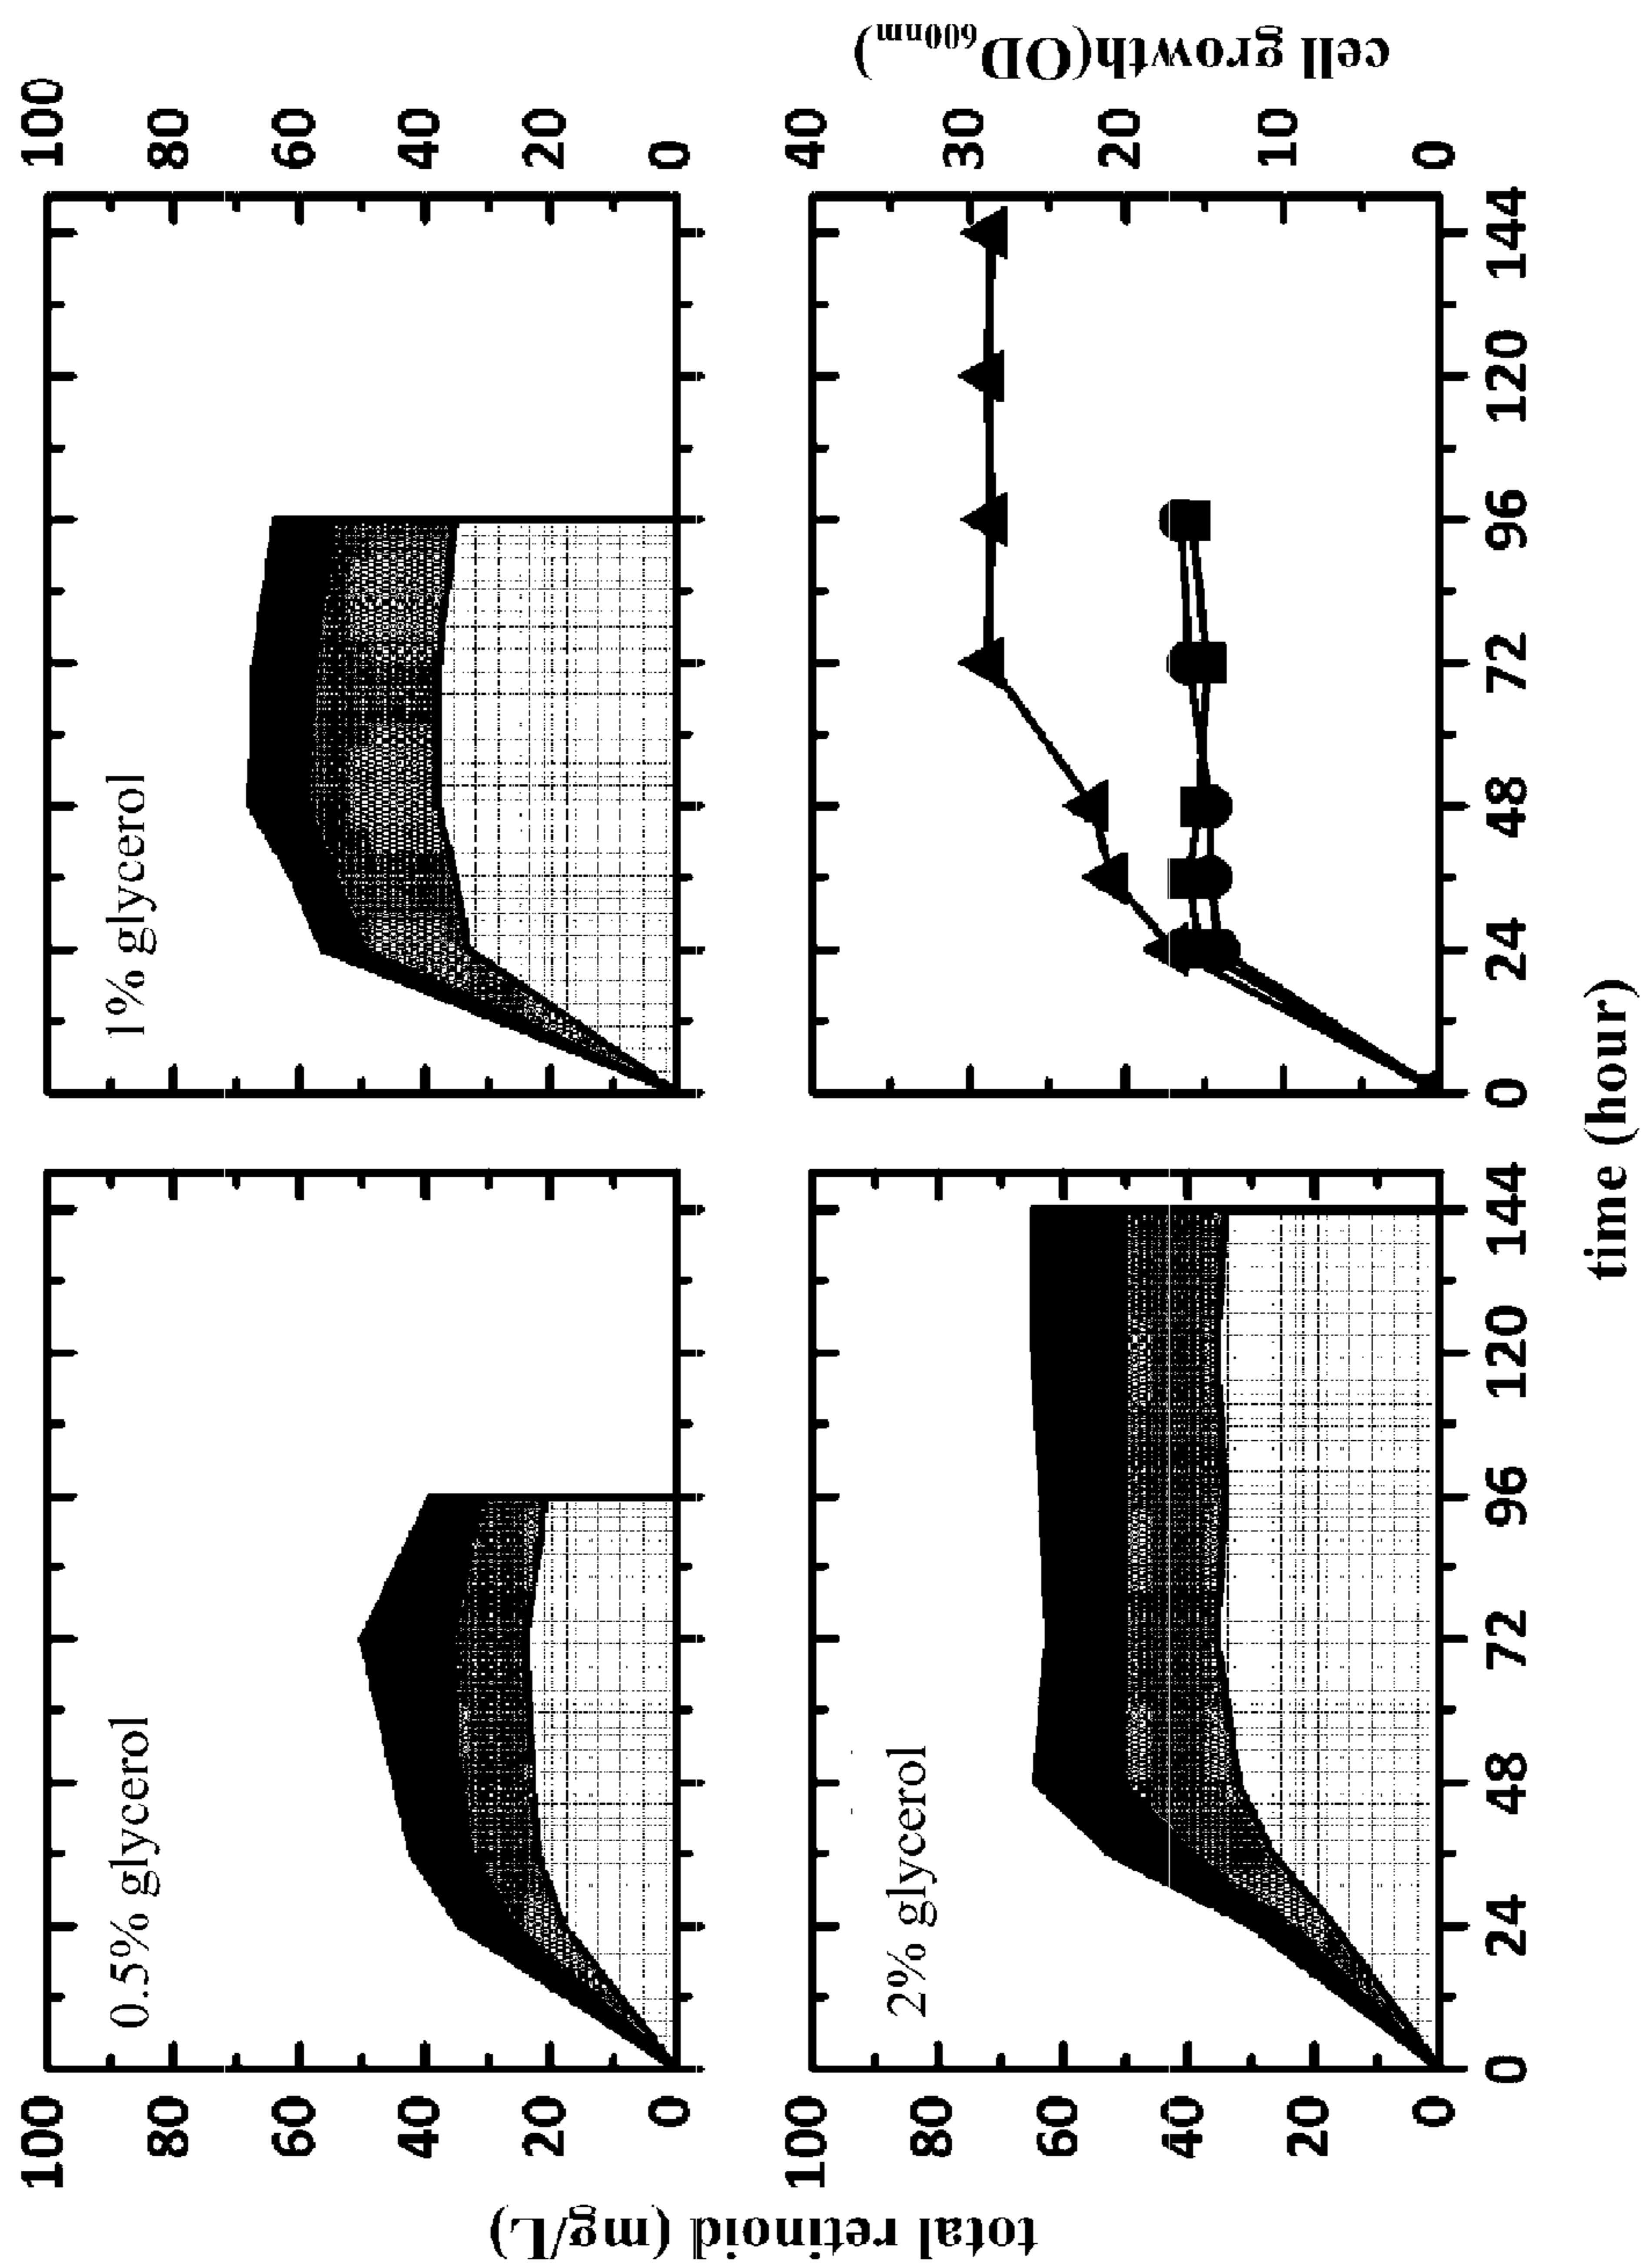 total retinoid (mg/L)
100
80
60
40
20
0
0.5% glycerol
1% glycerol
100
80
60
40
20
0
80
60
40
20
0
100
2% glycerol
40
30
20
10
0
cell growth(OD600nm)
0 24 48 72 96 120 144
0 24 48 72 96 120 144
time (hour)